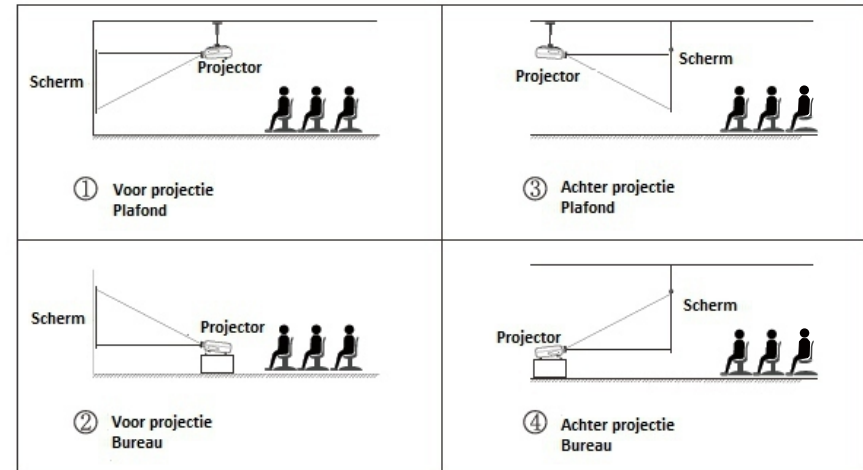 Scherm
Projector
① Voor projectie
Plafond
Projector
Scherm
③ Achter projectie
Plafond
Scherm
Projector
② Voor projectie
Bureau
Projector
Scherm
④ Achter projectie
Bureau